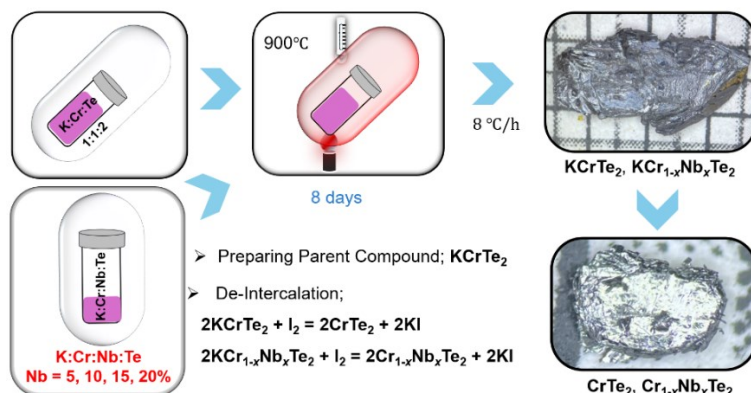 K:Cr:Te
1:1:2
900℃
8 days
8 °C/h
KCrTe₂, KCr₁₋ₓNbₓTe₂
K:Cr:Nb:Te
K:Cr:Nb:Te
Nb = 5, 10, 15, 20%
➢ Preparing Parent Compound; KCrTe₂
➢ De-Intercalation;
2KCrTe₂ + I₂ = 2CrTe₂ + 2KI
2KCr₁₋ₓNbₓTe₂ + I₂ = 2Cr₁₋ₓNbₓTe₂ + 2KI
CrTe₂, Cr₁₋ₓNbₓTe₂